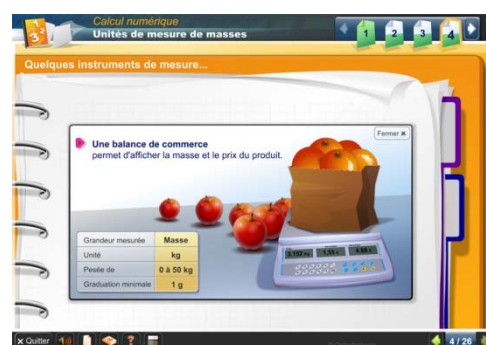 Calcul numérique
Unités de mesure de masses
1 2 3 4
Quelques instruments de mesure...
Fermer ×
Une balance de commerce
permet d'afficher la masse et le prix du produit.
Grandeur mesurée Masse
Unité kg
Pesée de 0 à 50 kg
Graduation minimale 1 g
× Quitter
?
4 / 26